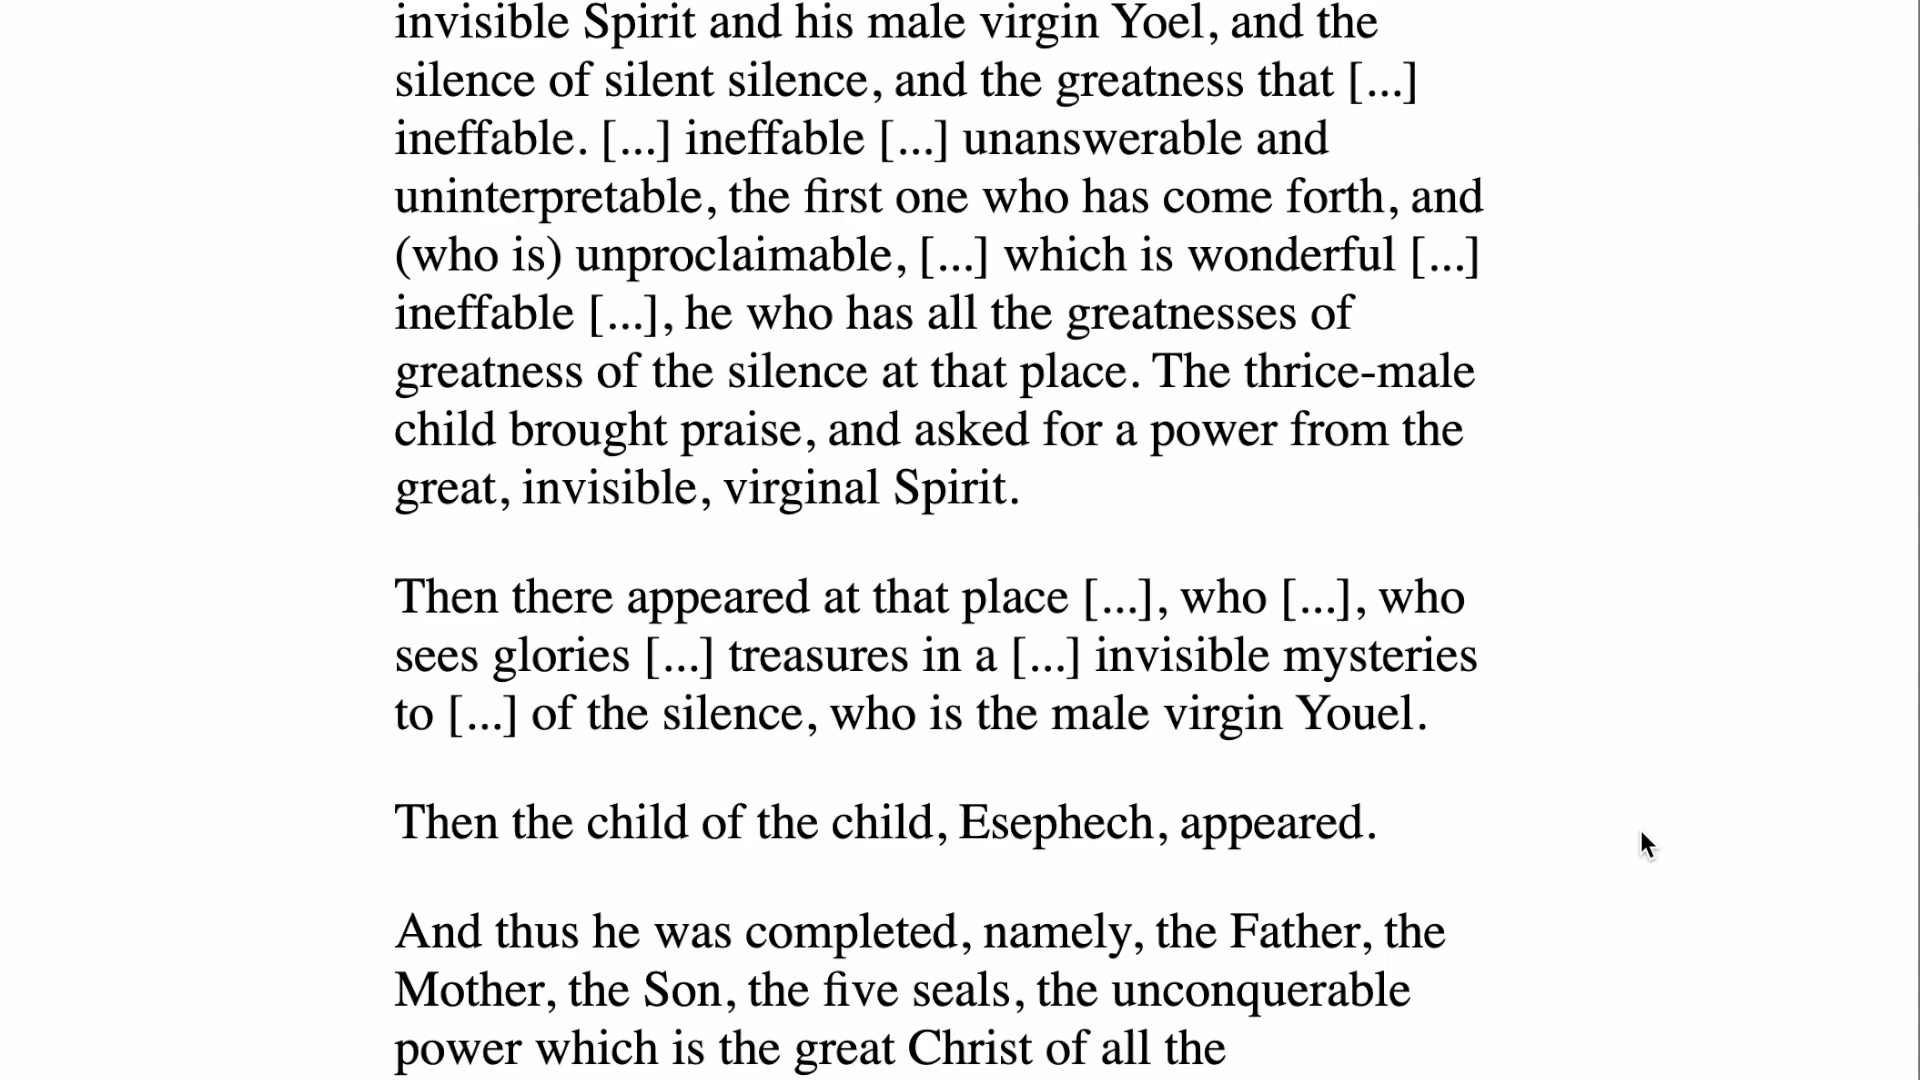 invisible Spirit and his male virgin Yoel, and the
silence of silent silence, and the greatness that [...]
ineffable. [...] ineffable [...] unanswerable and
uninterpretable, the first one who has come forth, and
(who is) unproclaimable, [...] which is wonderful [...]
ineffable [...], he who has all the greatnesses of
greatness of the silence at that place. The thrice-male
child brought praise, and asked for a power from the
great, invisible, virginal Spirit.
Then there appeared at that place [...], who [...], who
sees glories [...] treasures in a [...] invisible mysteries
to [...] of the silence, who is the male virgin Youel.
Then the child of the child, Esephech, appeared.
And thus he was completed, namely, the Father, the
Mother, the Son, the five seals, the unconquerable
power which is the great Christ of all the